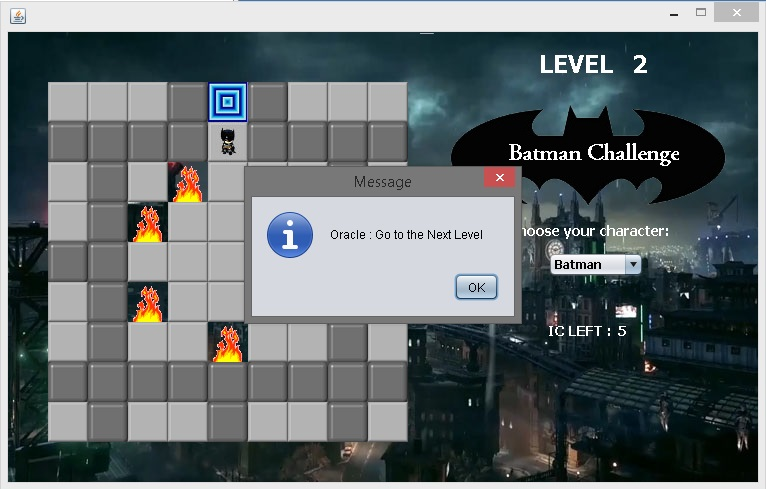 LEVEL 2
Batman Challenge
Message
Oracle : Go to the Next Level
OK
hoose your character:
Batman
IC LEFT : 5